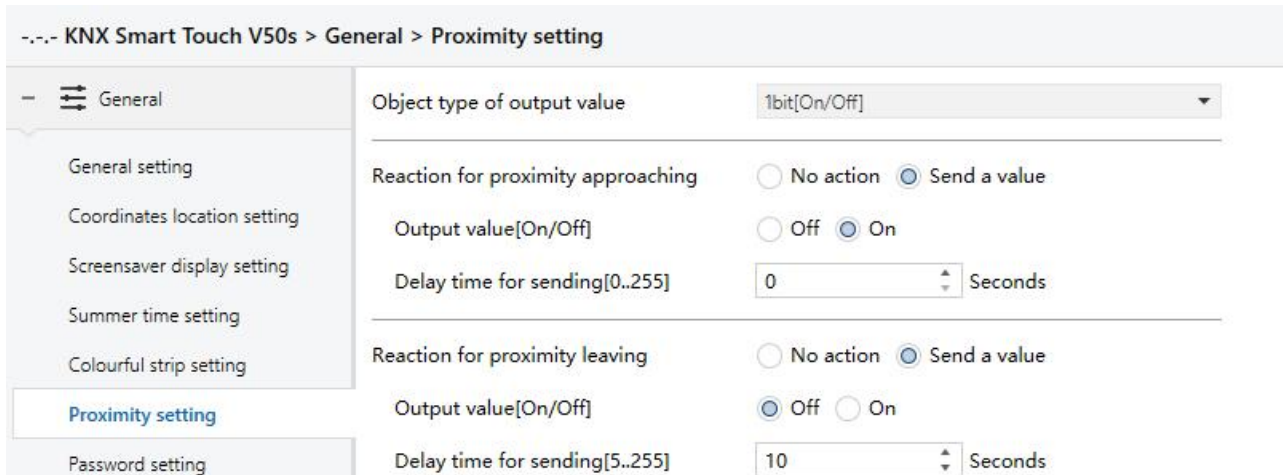 -.-.- KNX Smart Touch V50s > General > Proximity setting
– General
General setting
Coordinates location setting
Screensaver display setting
Summer time setting
Colourful strip setting
Proximity setting
Password setting
Object type of output value 1bit[On/Off]
Reaction for proximity approaching No action Send a value
Output value[On/Off] Off On
Delay time for sending[0..255] 0 Seconds
Reaction for proximity leaving No action Send a value
Output value[On/Off] Off On
Delay time for sending[5..255] 10 Seconds